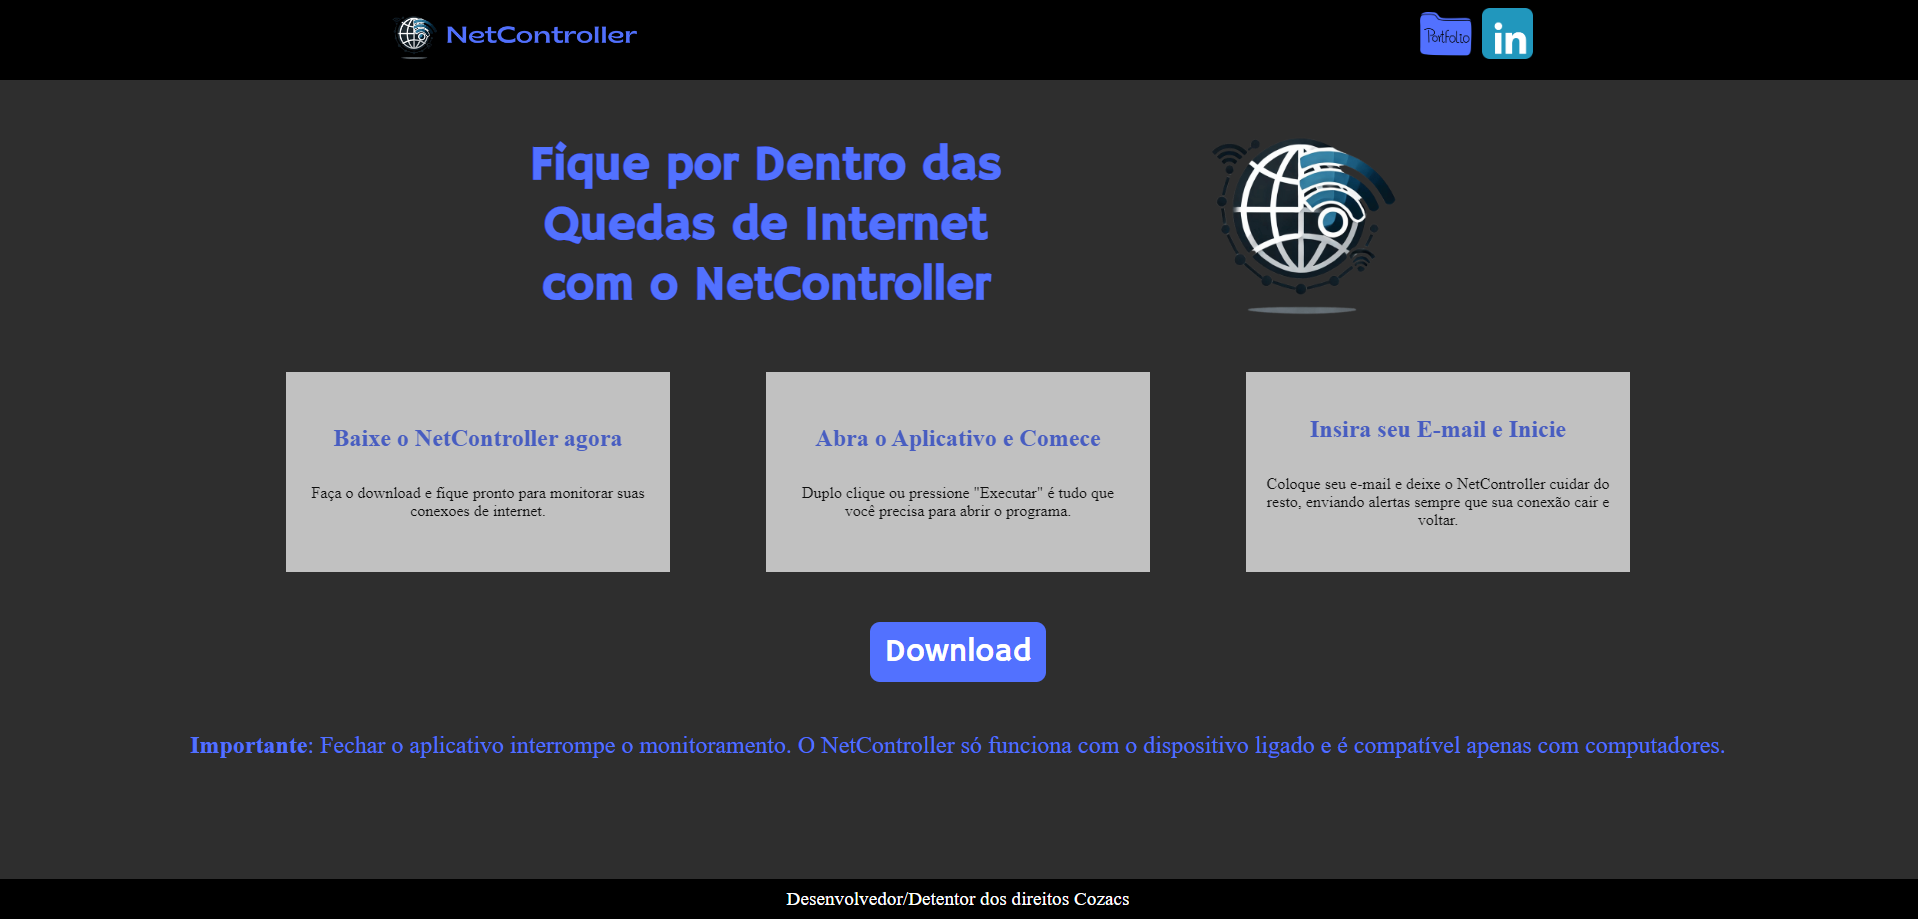 NetController
Portfolio
in
Fique por Dentro das
Quedas de Internet
com o NetController
Baixe o NetController agora
Faça o download e fique pronto para monitorar suas
conexoes de internet.
Abra o Aplicativo e Comece
Duplo clique ou pressione "Executar" é tudo que
você precisa para abrir o programa.
Insira seu E-mail e Inicie
Coloque seu e-mail e deixe o NetController cuidar do
resto, enviando alertas sempre que sua conexão cair e
voltar.
Download
Importante: Fechar o aplicativo interrompe o monitoramento. O NetController só funciona com o dispositivo ligado e é compatível apenas com computadores.
Desenvolvedor/Detentor dos direitos Cozacs